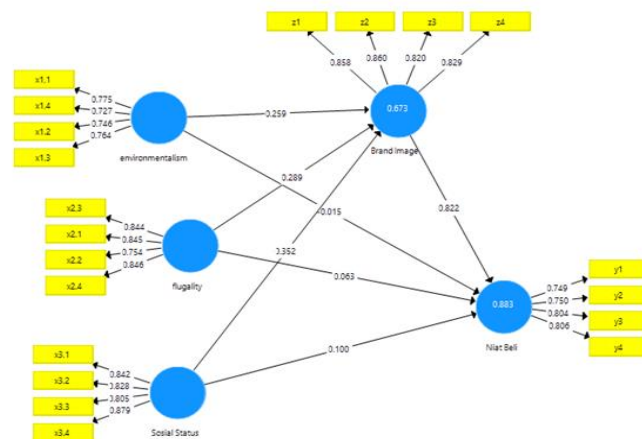 z1
z2
z3
z4
0.858
0.860
0.820
0.829
x1.1
x1.4
x1.2
x1.3
0.775
0.727
0.746
0.764
environmentalism
0.259
0.673
Brand Image
0.289
0.015
0.822
x2.3
x2.1
x2.2
x2.4
0.844
0.845
0.754
0.846
flugality
0.352
0.063
0.883
Niat Beli
y1
y2
y3
y4
0.749
0.750
0.804
0.806
0.100
x3.1
x3.2
x3.3
x3.4
0.842
0.828
0.805
0.879
Sosial Status